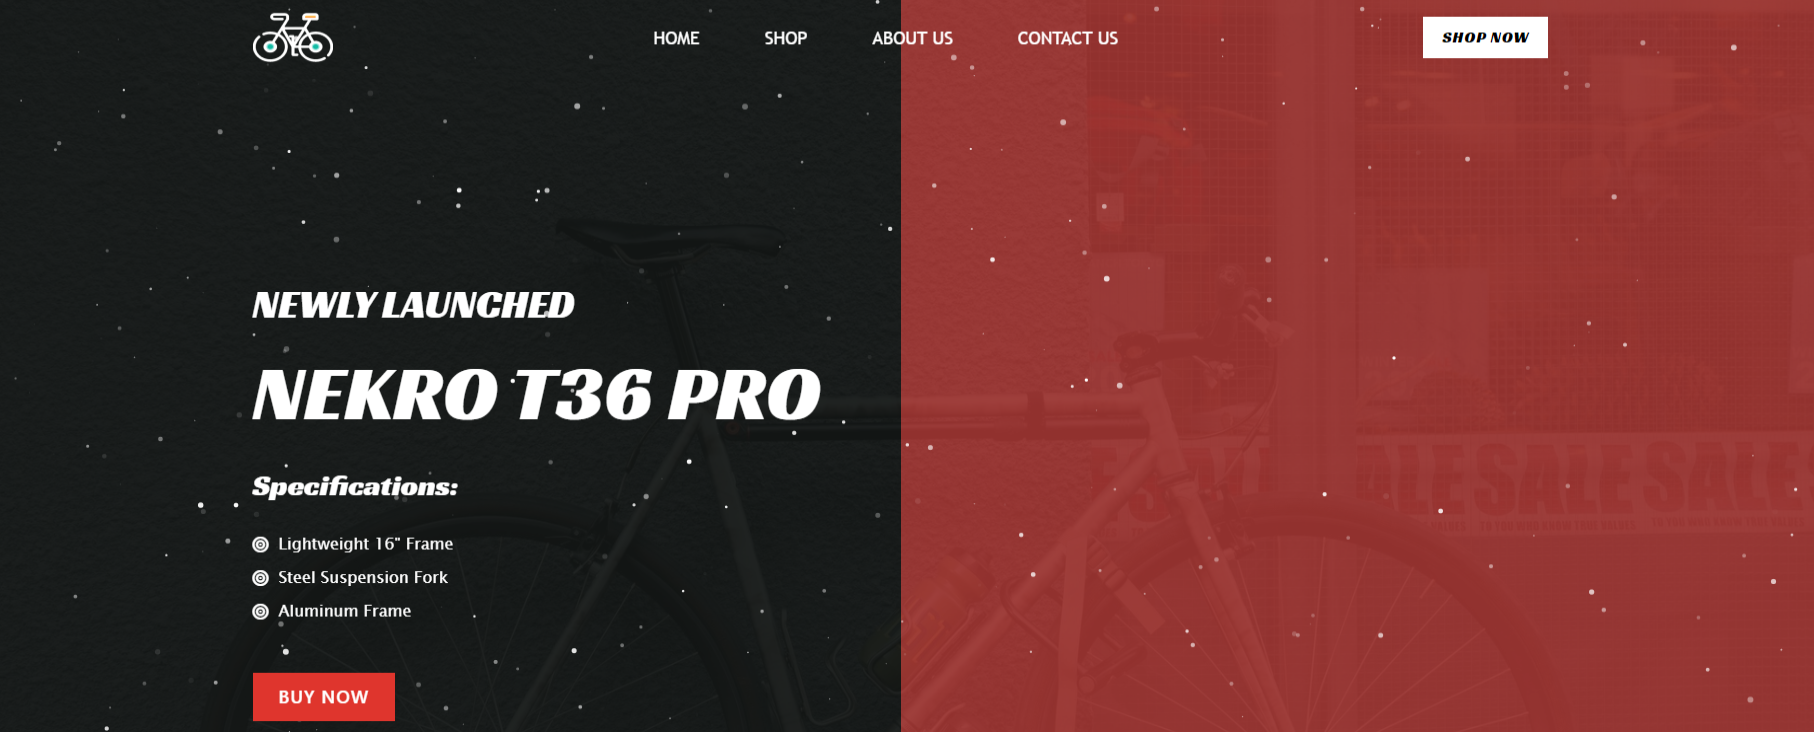 HOME SHOP ABOUT US CONTACT US SHOP NOW
NEWLY LAUNCHED
NEKRO T36 PRO
Specifications:
Lightweight 16" Frame
Steel Suspension Fork
Aluminum Frame
BUY NOW
SALE SALE